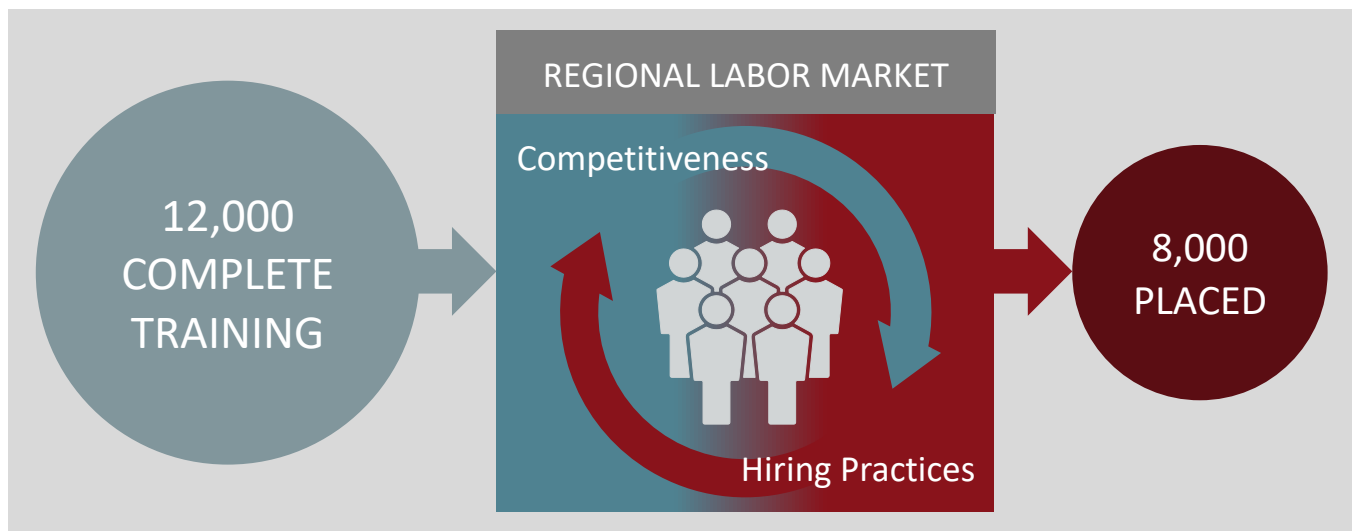 12,000
COMPLETE
TRAINING
REGIONAL LABOR MARKET
Competitiveness
Hiring Practices
8,000
PLACED